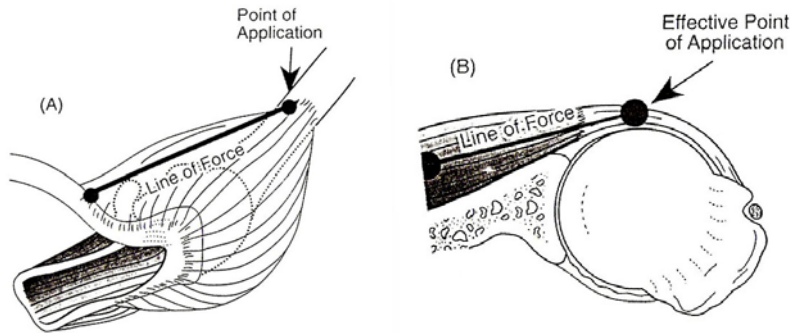 Point of
Application
(A)
Line of Force
Effective Point
of Application
(B)
Line of Force